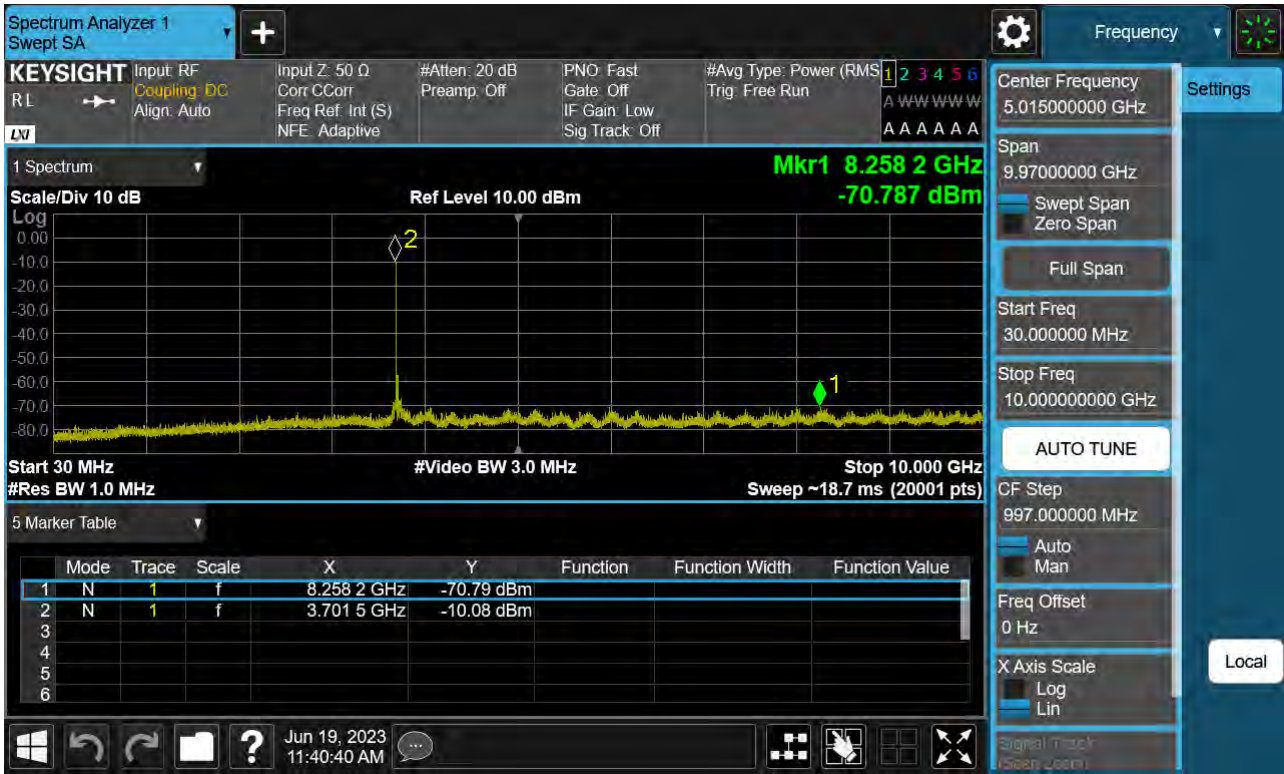 Spectrum Analyzer 1
Swept SA
Frequency
KEYSIGHT
RL
LXI
Input: RF
Coupling: DC
Align: Auto
Input Z: 50 Ω
Corr CCorr
Freq Ref: Int (S)
NFE: Adaptive
#Atten: 20 dB
Preamp: Off
PNO: Fast
Gate: Off
IF Gain: Low
Sig Track: Off
#Avg Type: Power (RMS
Trig: Free Run
1 2 3 4 5 6
A W W W W W
A A A A A A
1 Spectrum
Mkr1 8.258 2 GHz
Scale/Div 10 dB
Ref Level 10.00 dBm
-70.787 dBm
Log
0.00
-10.0
-20.0
-30.0
-40.0
-50.0
-60.0
-70.0
-80.0
2
1
Start 30 MHz
#Video BW 3.0 MHz
Stop 10.000 GHz
#Res BW 1.0 MHz
Sweep ~18.7 ms (20001 pts)
5 Marker Table
Mode Trace Scale X Y Function Function Width Function Value
1 N 1 f 8.258 2 GHz -70.79 dBm
2 N 1 f 3.701 5 GHz -10.08 dBm
3
4
5
6
?
Jun 19, 2023
11:40:40 AM
Center Frequency
5.015000000 GHz
Settings
Span
9.97000000 GHz
Swept Span
Zero Span
Full Span
Start Freq
30.000000 MHz
Stop Freq
10.000000000 GHz
AUTO TUNE
CF Step
997.000000 MHz
Auto
Man
Freq Offset
0 Hz
X Axis Scale
Log
Lin
Local
Signal Track
(Span Zoom)